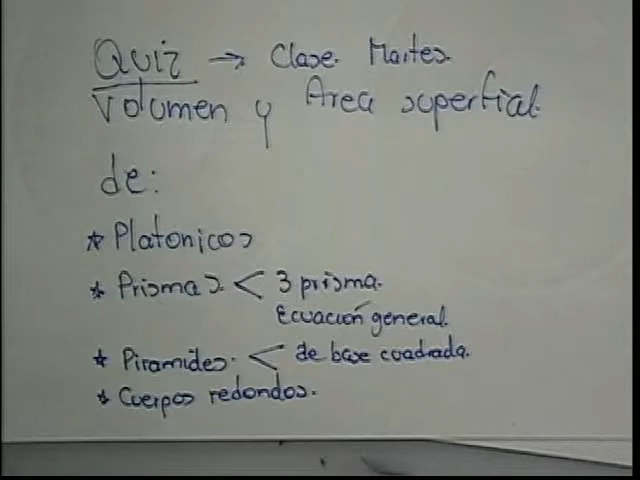 Quiz → Clase Martes.
Volumen y Area superfial.
de:
* Platonicos
* Prismas < 3 prisma.
Ecuación general.
* Piramides. < de base cuadrada.
* Cuerpos redondos.